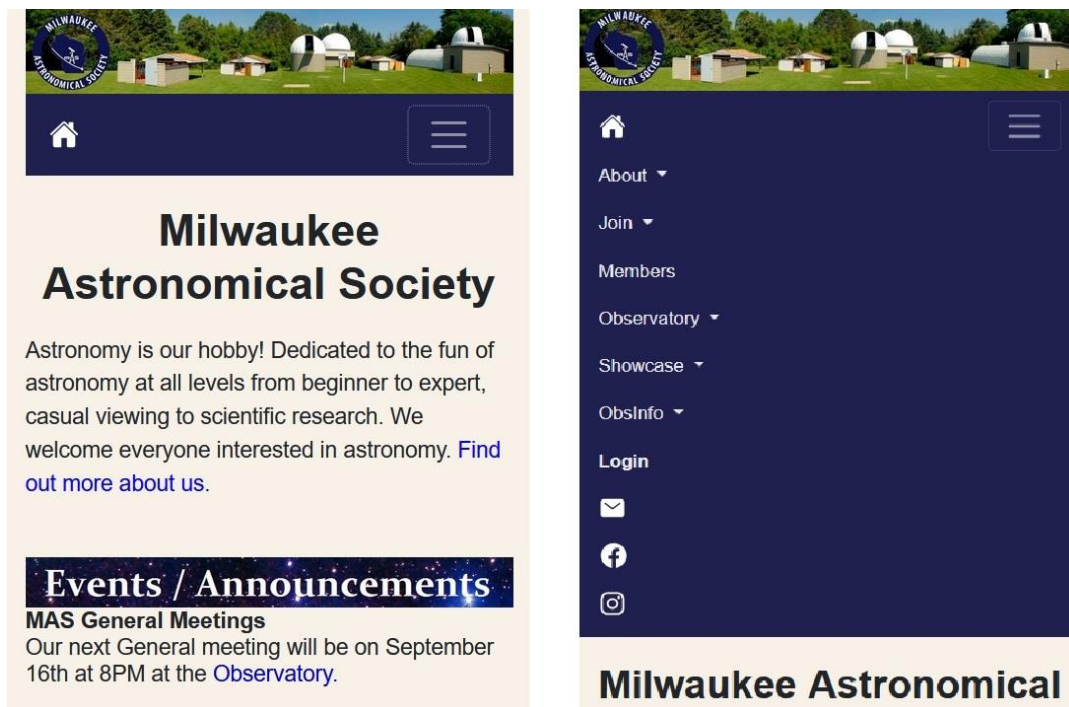 MILWAUKEE
ASTRONOMICAL SOCIETY
Milwaukee
Astronomical Society
Astronomy is our hobby! Dedicated to the fun of
astronomy at all levels from beginner to expert,
casual viewing to scientific research. We
welcome everyone interested in astronomy. Find
out more about us.
Events / Announcements
MAS General Meetings
Our next General meeting will be on September
16th at 8PM at the Observatory.
MILWAUKEE
ASTRONOMICAL SOCIETY
About
Join
Members
Observatory
Showcase
ObsInfo
Login
Milwaukee Astronomical